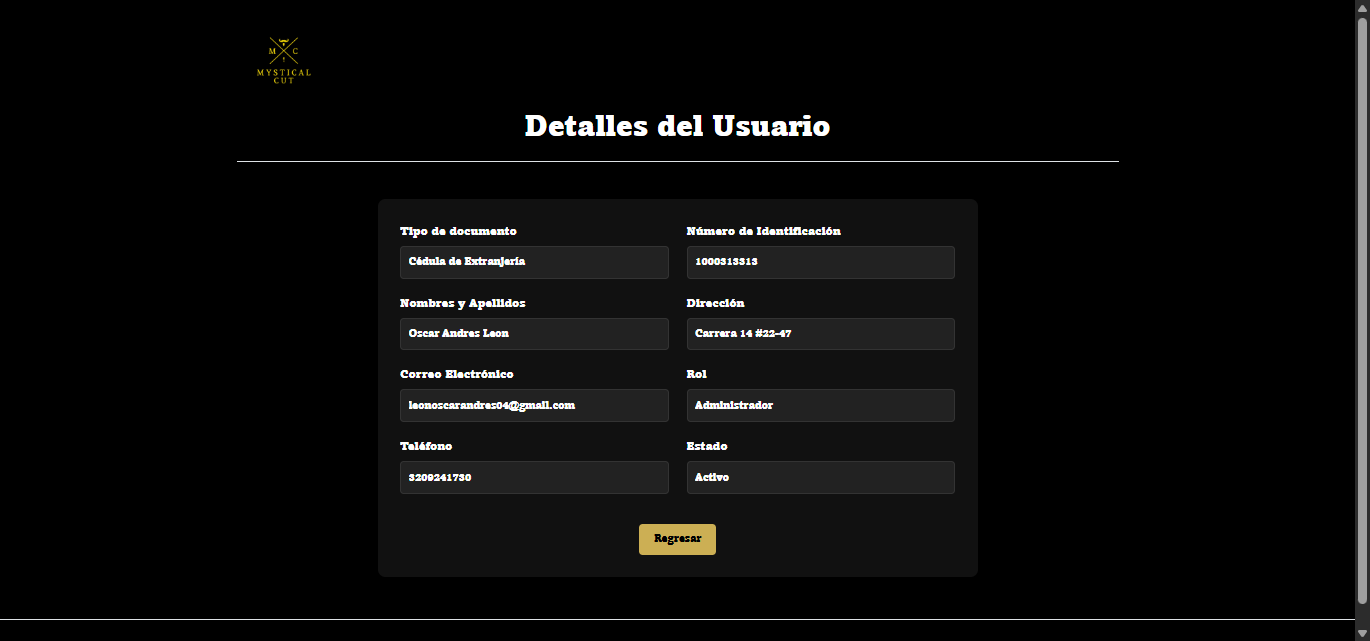 M C
MYSTICAL
CUT
Detalles del Usuario
Tipo de documento
Número de Identificación
Cédula de Extranjería
1000313313
Nombres y Apellidos
Dirección
Oscar Andres Leon
Carrera 14 #22-47
Correo Electrónico
Rol
leonoscarandres04@gmail.com
Administrador
Teléfono
Estado
3209241730
Activo
Regresar